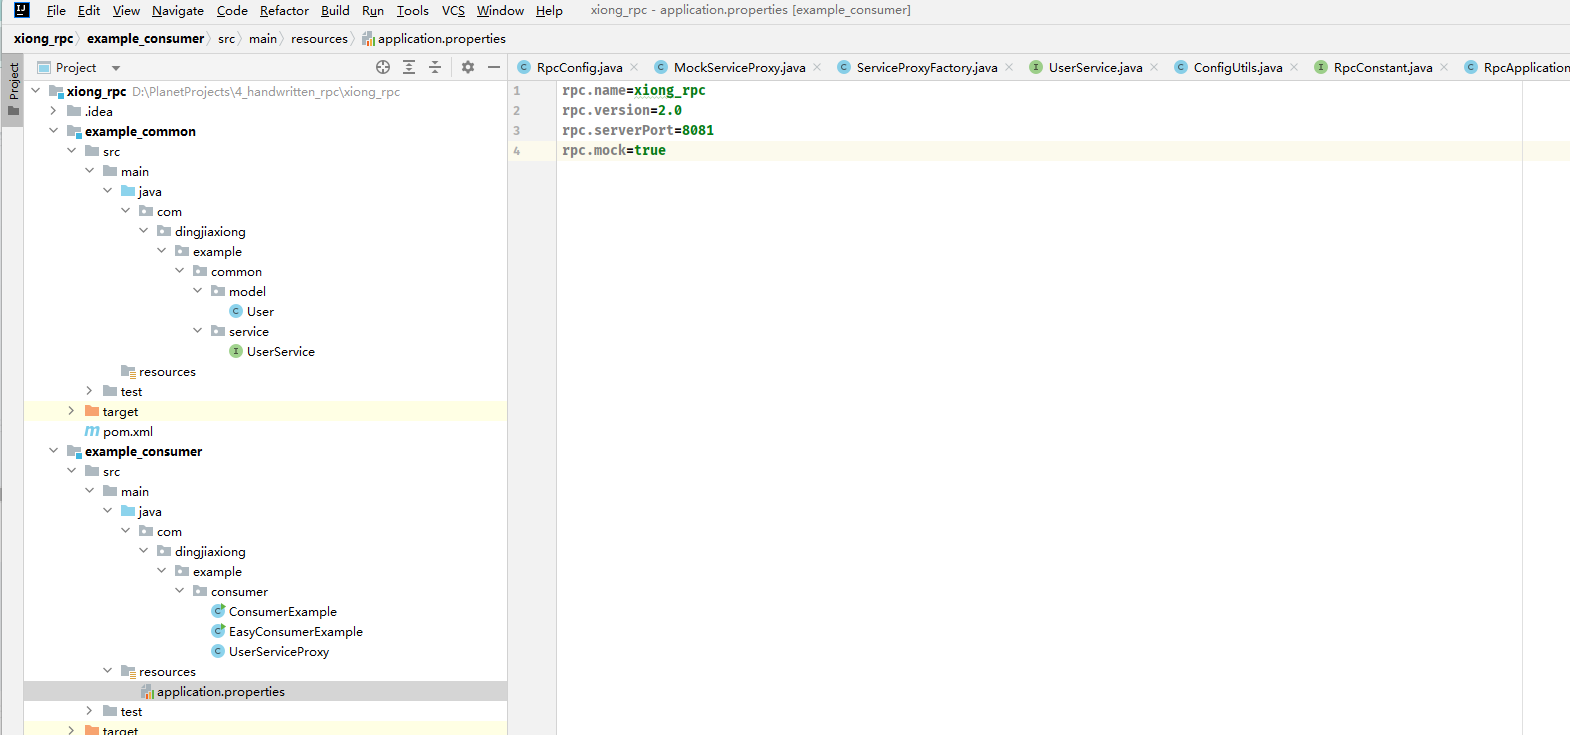 File Edit View Navigate Code Refactor Build Run Tools VCS Window Help xiong_rpc - application.properties [example_consumer]
xiong_rpc example_consumer src main resources application.properties
Project
Project
RpcConfig.java MockServiceProxy.java ServiceProxyFactory.java UserService.java ConfigUtils.java RpcConstant.java RpcApplication
xiong_rpc D:\PlanetProjects\4_handwritten_rpc\xiong_rpc
.idea
example_common
src
main
java
com
dingjiaxiong
example
common
model
User
service
UserService
resources
test
target
pom.xml
example_consumer
src
main
java
com
dingjiaxiong
example
consumer
ConsumerExample
EasyConsumerExample
UserServiceProxy
resources
application.properties
test
target
1 rpc.name=xiong_rpc
2 rpc.version=2.0
3 rpc.serverPort=8081
4 rpc.mock=true